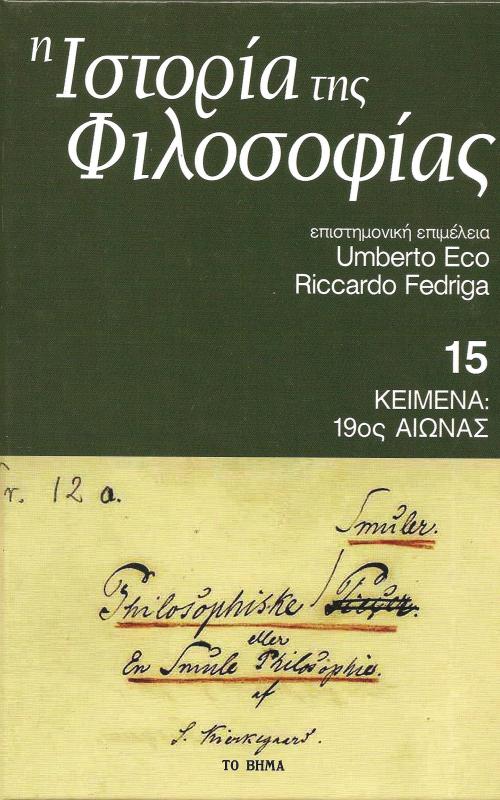 η Ιστορία της
Φιλοσοφίας
επιστημονική επιμέλεια
Umberto Eco
Riccardo Fedriga
15
ΚΕΙΜΕΝΑ:
19ος ΑΙΩΝΑΣ
r. 12 a.
Smuler.
Philosophiske
eller
En Smule Philosophie.
af
S. Kierkegaard.
ΤΟ ΒΗΜΑ